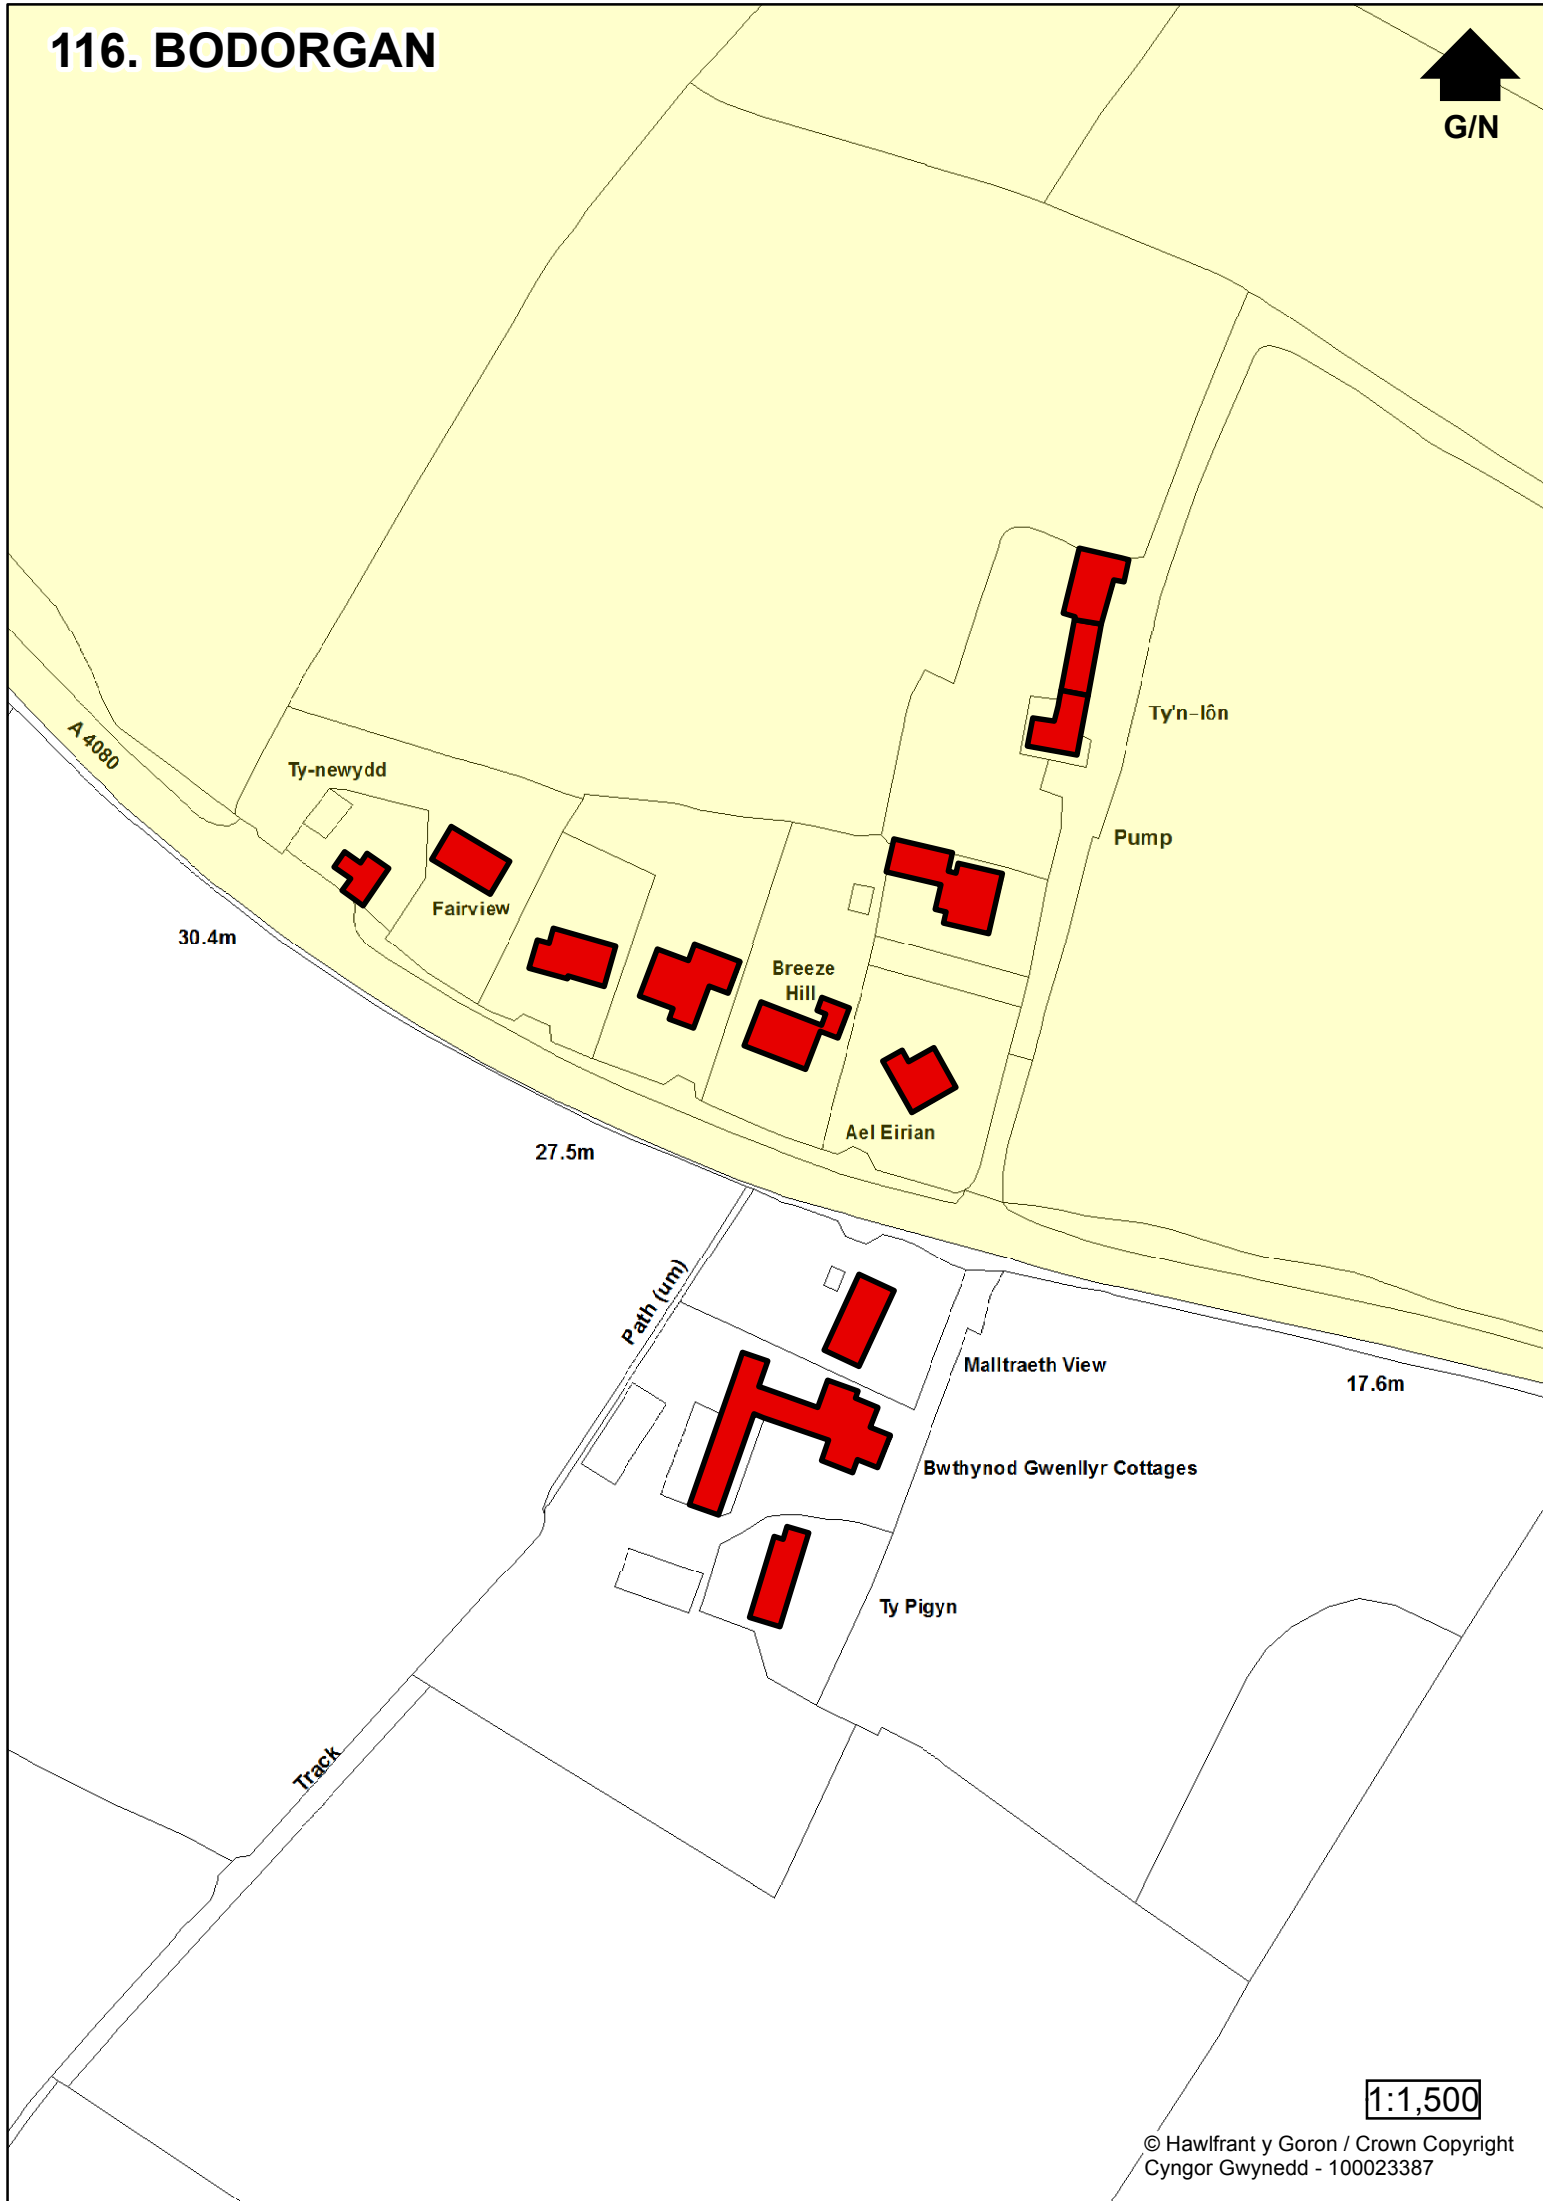 116. BODORGAN
G/N
Ty'n-lôn
A 4080
Ty-newydd
Pump
Fairview
30.4m
Breeze
Hill
Ael Eirian
27.5m
Path (um)
Malltraeth View
17.6m
Bwthynod Gwenllyr Cottages
Ty Pigyn
Track
1:1,500
© Hawlfrant y Goron / Crown Copyright
Cyngor Gwynedd - 100023387